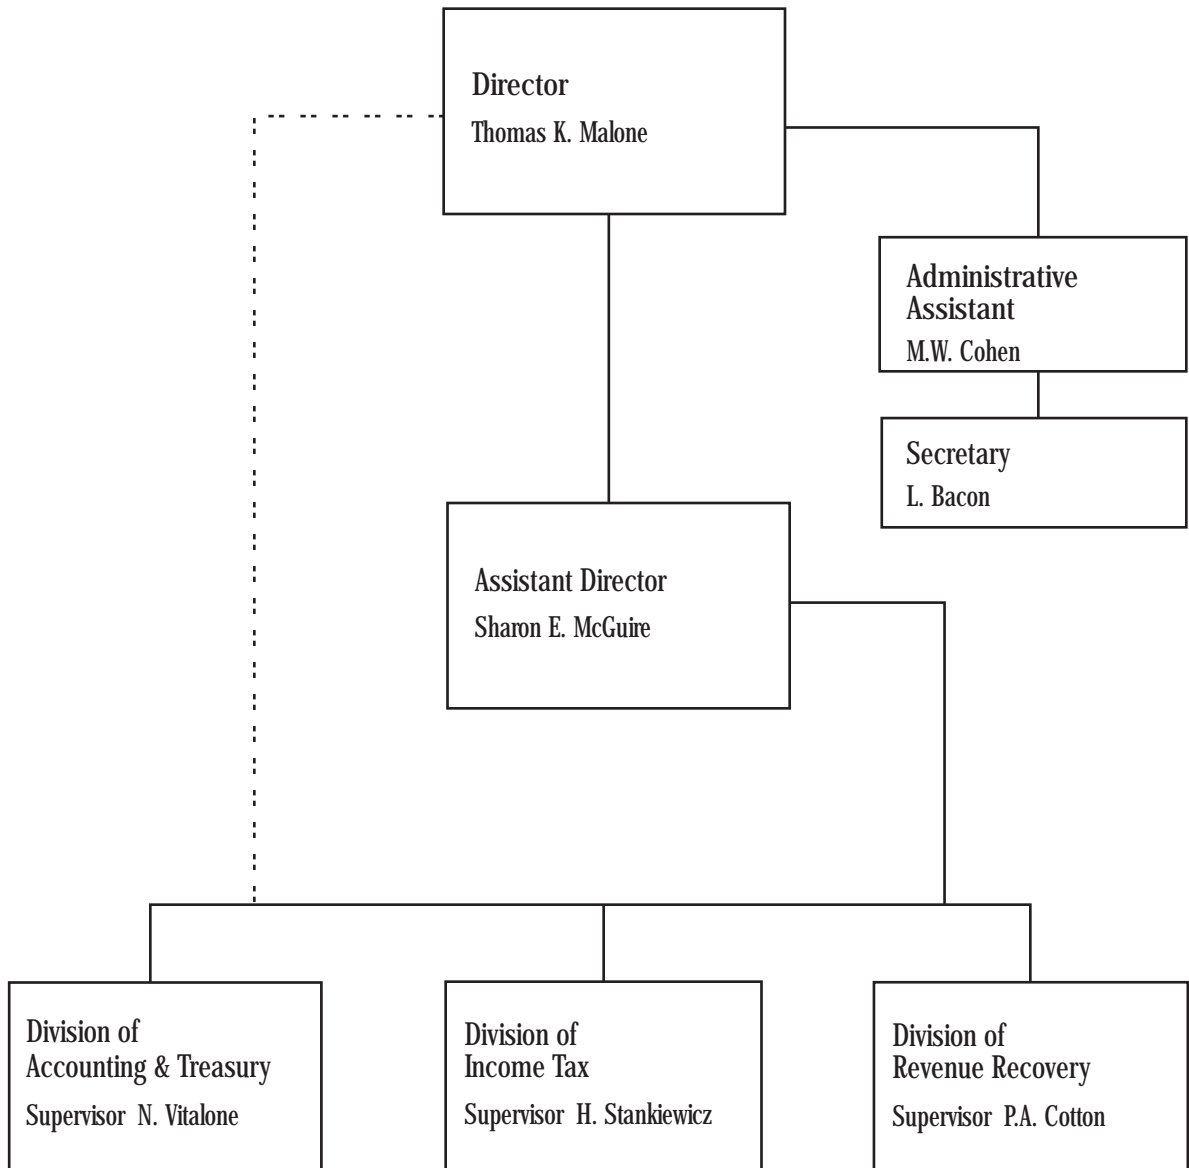 Director
Thomas K. Malone
Administrative
Assistant
M.W. Cohen
Secretary
L. Bacon
Assistant Director
Sharon E. McGuire
Division of
Accounting & Treasury
Supervisor N. Vitalone
Division of
Income Tax
Supervisor H. Stankiewicz
Division of
Revenue Recovery
Supervisor P.A. Cotton